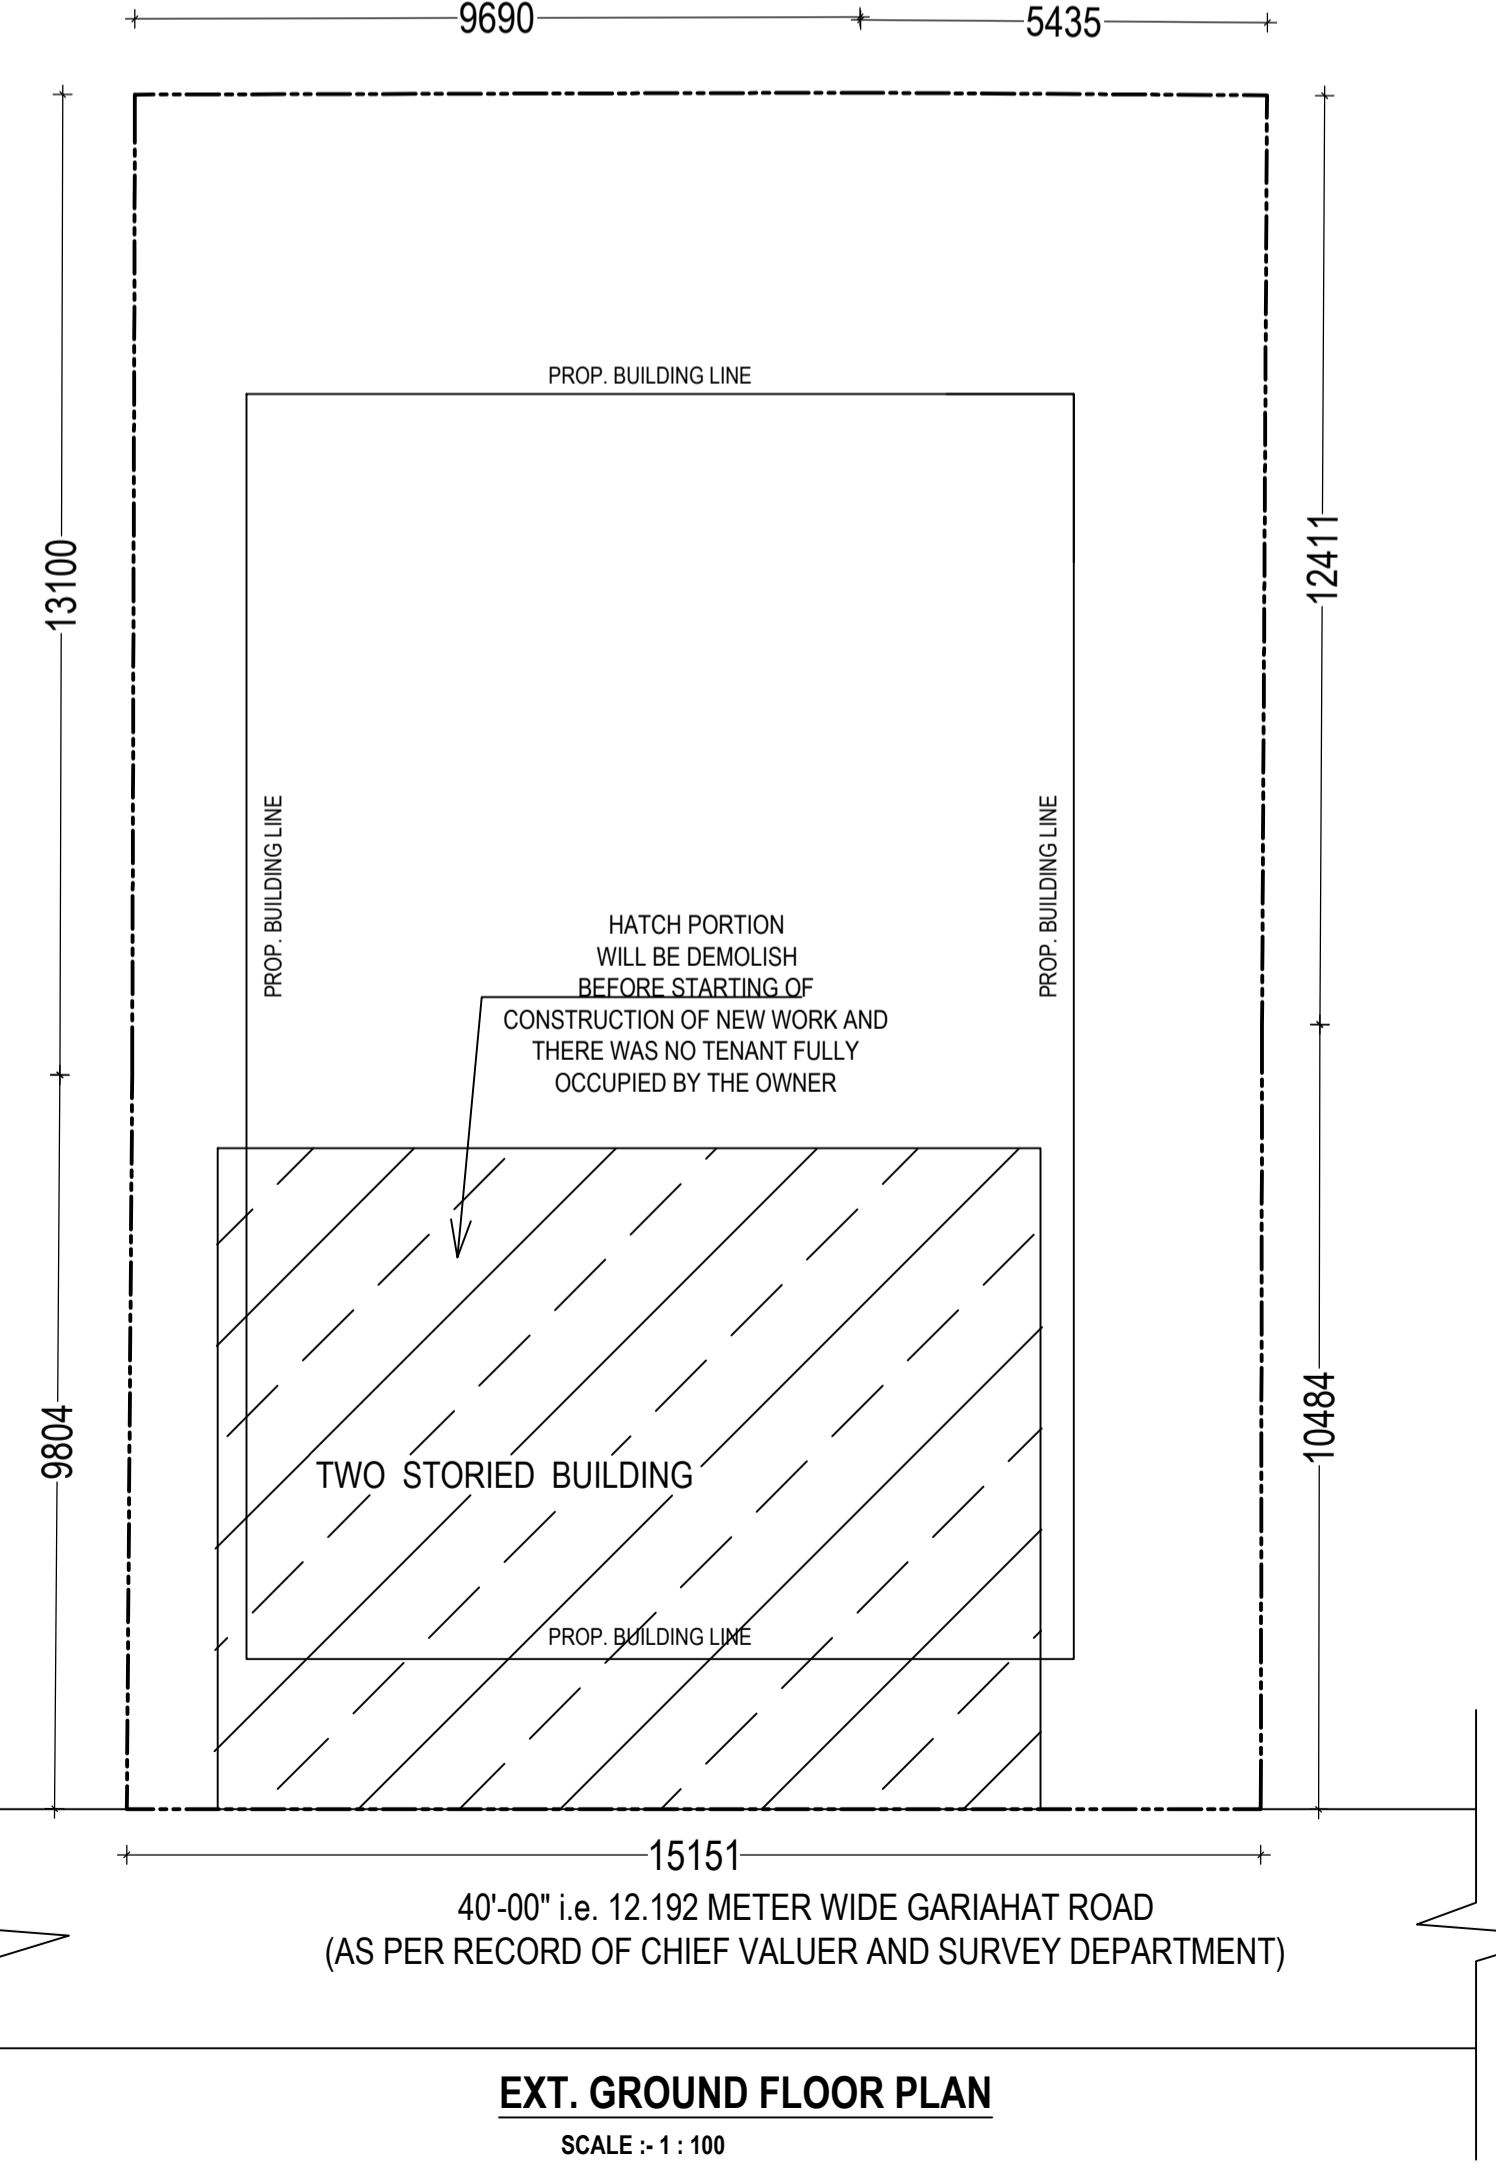 9690
5435
PROP. BUILDING LINE
13100
12411
PROP. BUILDING LINE
PROP. BUILDING LINE
HATCH PORTION
WILL BE DEMOLISH
BEFORE STARTING OF
CONSTRUCTION OF NEW WORK AND
THERE WAS NO TENANT FULLY
OCCUPIED BY THE OWNER
9804
10484
TWO STORIED BUILDING
PROP. BUILDING LINE
15151
40'-00" i.e. 12.192 METER WIDE GARIAHAT ROAD
(AS PER RECORD OF CHIEF VALUER AND SURVEY DEPARTMENT)
EXT. GROUND FLOOR PLAN
SCALE :- 1 : 100